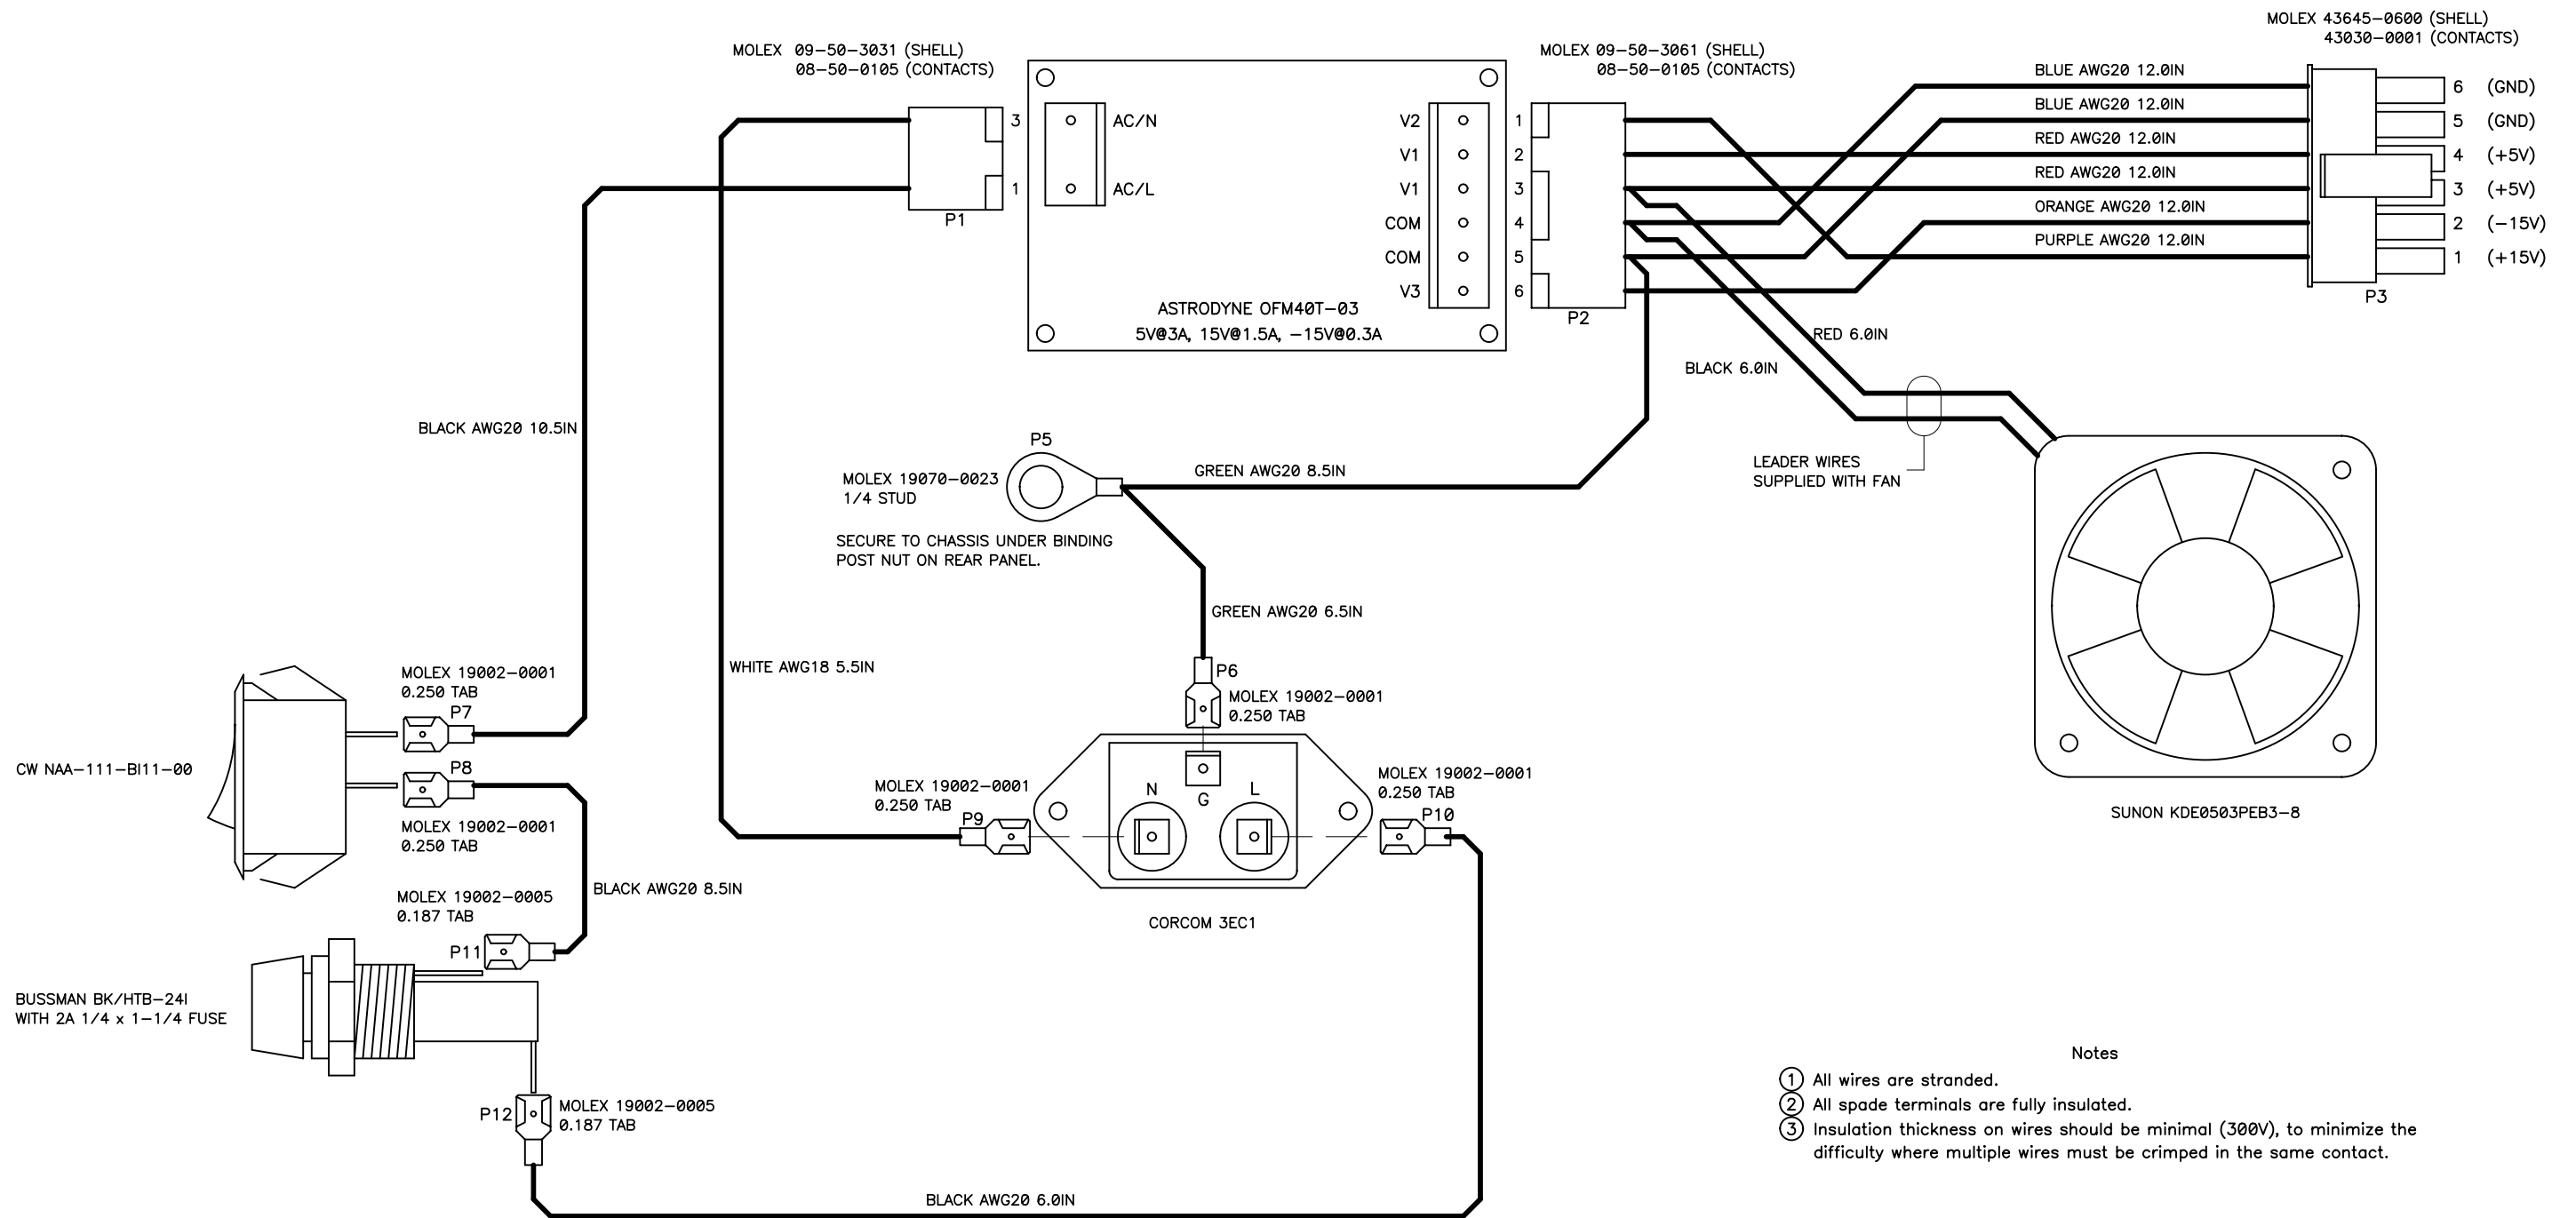 MOLEX 09-50-3031 (SHELL)
08-50-0105 (CONTACTS)
MOLEX 09-50-3061 (SHELL)
08-50-0105 (CONTACTS)
MOLEX 43645-0600 (SHELL)
43030-0001 (CONTACTS)
3
1
P1
AC/N
AC/L
V2
V1
V1
COM
COM
V3
ASTRODYNE OFM40T-03
5V@3A, 15V@1.5A, -15V@0.3A
1
2
3
4
5
6
P2
BLUE AWG20 12.0IN
BLUE AWG20 12.0IN
RED AWG20 12.0IN
RED AWG20 12.0IN
ORANGE AWG20 12.0IN
PURPLE AWG20 12.0IN
6 (GND)
5 (GND)
4 (+5V)
3 (+5V)
2 (-15V)
1 (+15V)
P3
RED 6.0IN
BLACK 6.0IN
LEADER WIRES
SUPPLIED WITH FAN
BLACK AWG20 10.5IN
P5
MOLEX 19070-0023
1/4 STUD
GREEN AWG20 8.5IN
SECURE TO CHASSIS UNDER BINDING
POST NUT ON REAR PANEL.
GREEN AWG20 6.5IN
WHITE AWG18 5.5IN
MOLEX 19002-0001
0.250 TAB
P7
P6
MOLEX 19002-0001
0.250 TAB
CW NAA-111-BI11-00
P8
MOLEX 19002-0001
0.250 TAB
MOLEX 19002-0001
0.250 TAB
P9
N
G
L
MOLEX 19002-0001
0.250 TAB
P10
SUNON KDE0503PEB3-8
BLACK AWG20 8.5IN
MOLEX 19002-0005
0.187 TAB
P11
CORCOM 3EC1
BUSSMAN BK/HTB-24I
WITH 2A 1/4 x 1-1/4 FUSE
P12
MOLEX 19002-0005
0.187 TAB
BLACK AWG20 6.0IN
Notes
1 All wires are stranded.
2 All spade terminals are fully insulated.
3 Insulation thickness on wires should be minimal (300V), to minimize the
difficulty where multiple wires must be crimped in the same contact.